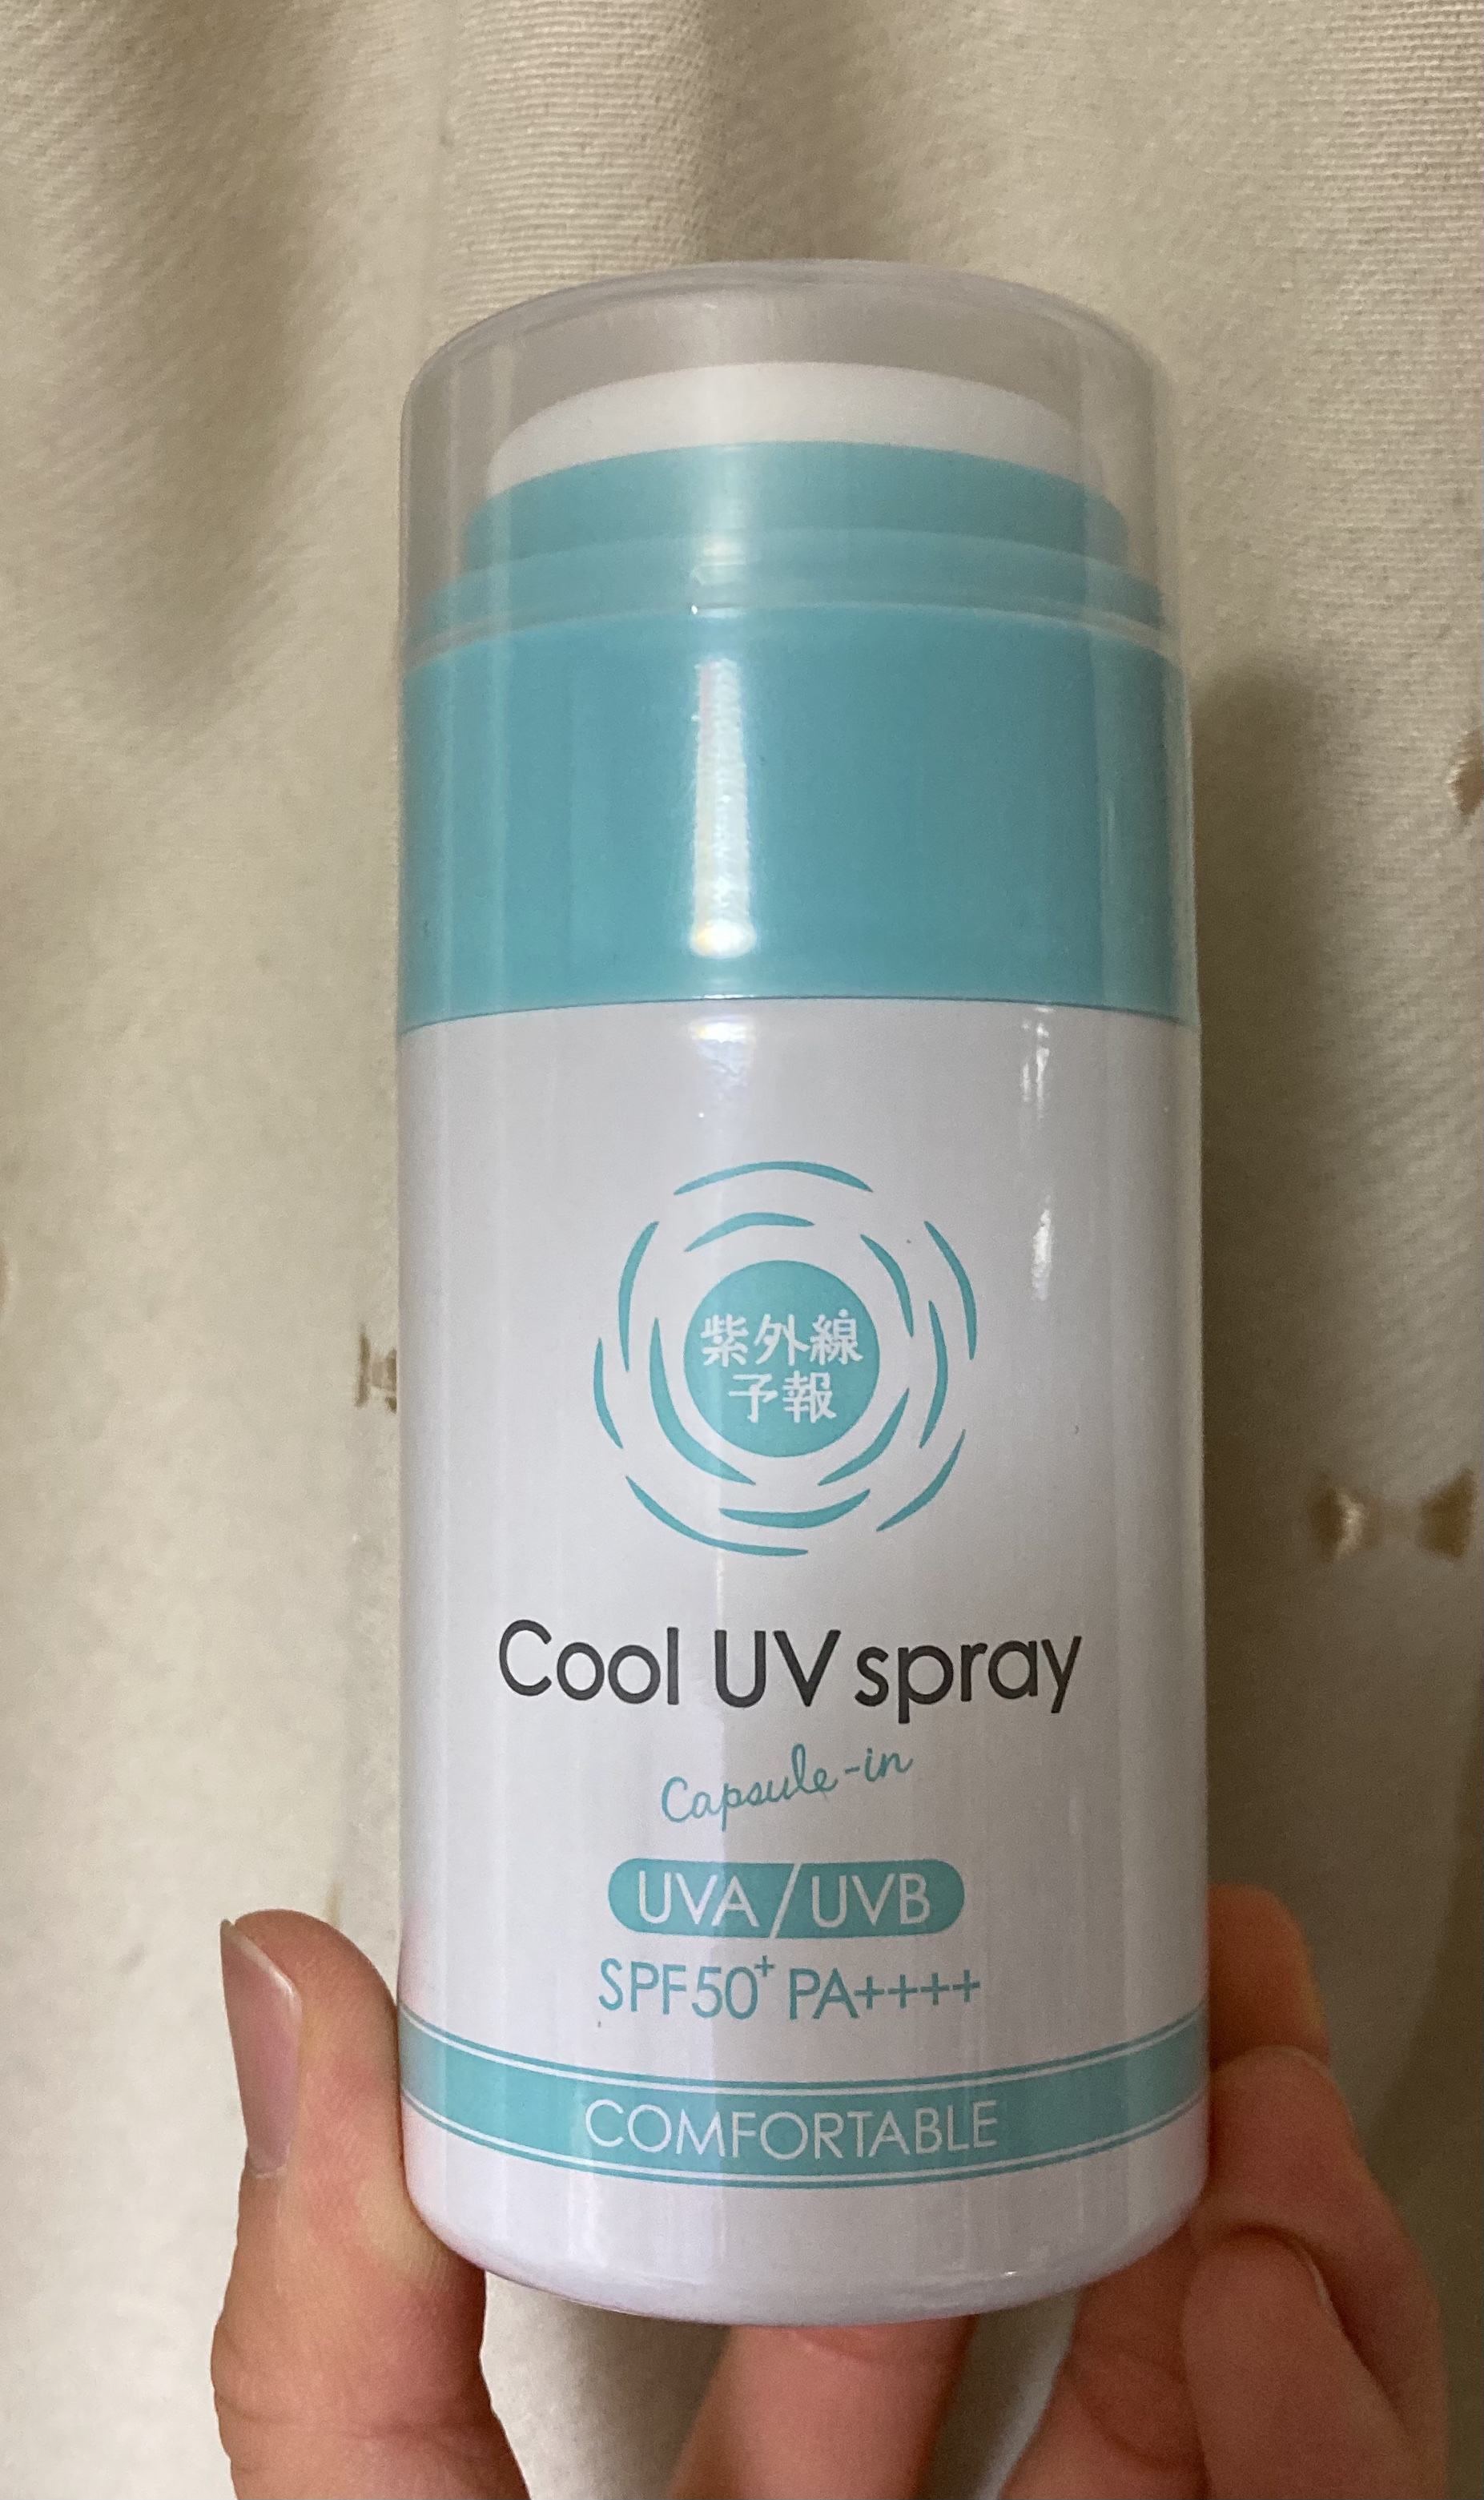 紫外線
予報
Cool UV spray
Capsule-in
UVA/UVB
SPF50+ PA++++
COMFORTABLE